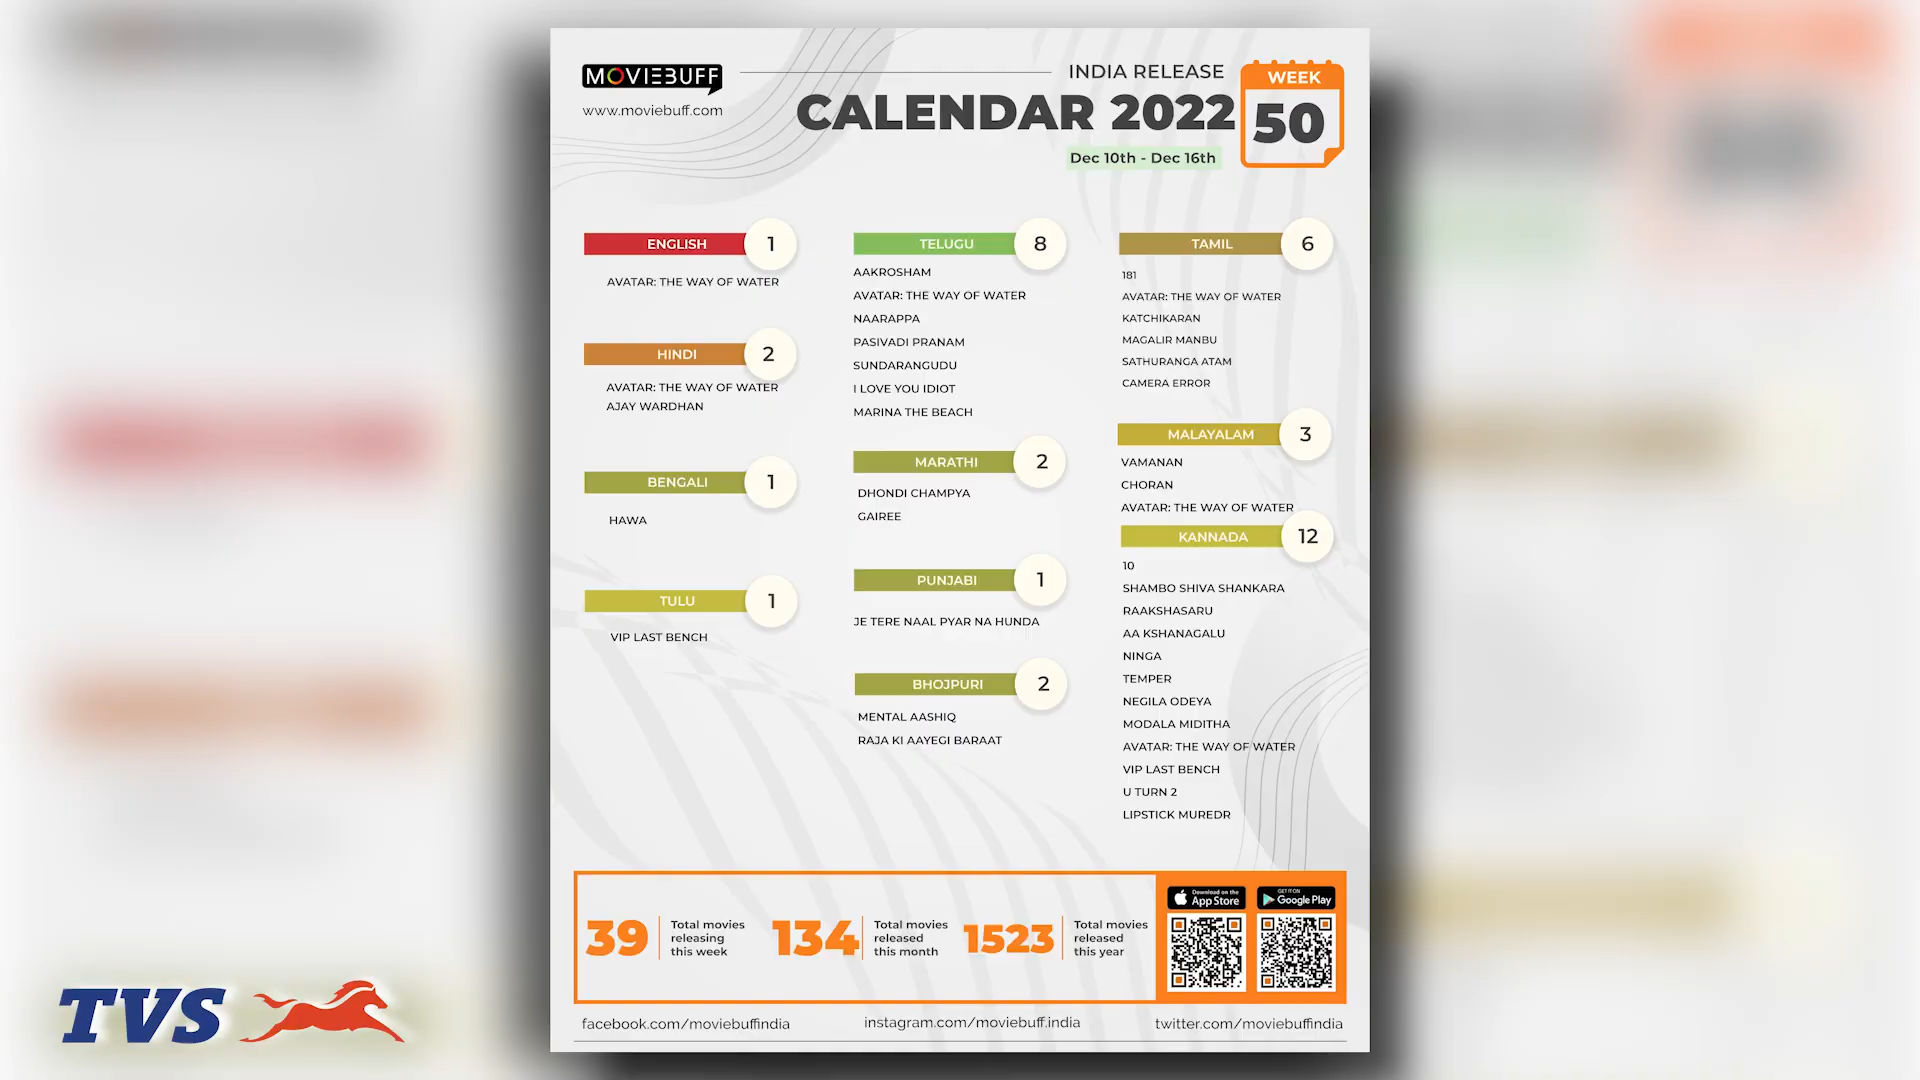 MOVIEBUFF
www.moviebuff.com
INDIA RELEASE
CALENDAR 2022
Dec 10th - Dec 16th
WEEK
50
ENGLISH 1
AVATAR: THE WAY OF WATER
HINDI 2
AVATAR: THE WAY OF WATER
AJAY WARDHAN
BENGALI 1
HAWA
TULU 1
VIP LAST BENCH
TELUGU 8
AAKROSHAM
AVATAR: THE WAY OF WATER
NAARAPPA
PASIVADI PRANAM
SUNDARANGUDU
I LOVE YOU IDIOT
MARINA THE BEACH
MARATHI 2
DHONDI CHAMPYA
GAIREE
PUNJABI 1
JE TERE NAAL PYAR NA HUNDA
BHOJPURI 2
MENTAL AASHIQ
RAJA KI AAYEGI BARAAT
TAMIL 6
181
AVATAR: THE WAY OF WATER
KATCHIKARAN
MAGALIR MANBU
SATHURANGA ATAM
CAMERA ERROR
MALAYALAM 3
VAMANAN
CHORAN
AVATAR: THE WAY OF WATER
KANNADA 12
10
SHAMBO SHIVA SHANKARA
RAAKSHASARU
AA KSHANAGALU
NINGA
TEMPER
NEGILA ODEYA
MODALA MIDITHA
AVATAR: THE WAY OF WATER
VIP LAST BENCH
U TURN 2
LIPSTICK MUREDR
39
Total movies
releasing
this week
134
Total movies
released
this month
1523
Total movies
released
this year
Download on the
App Store
GET IT ON
Google Play
facebook.com/moviebuffindia
instagram.com/moviebuff.india
twitter.com/moviebuffindia
TVS